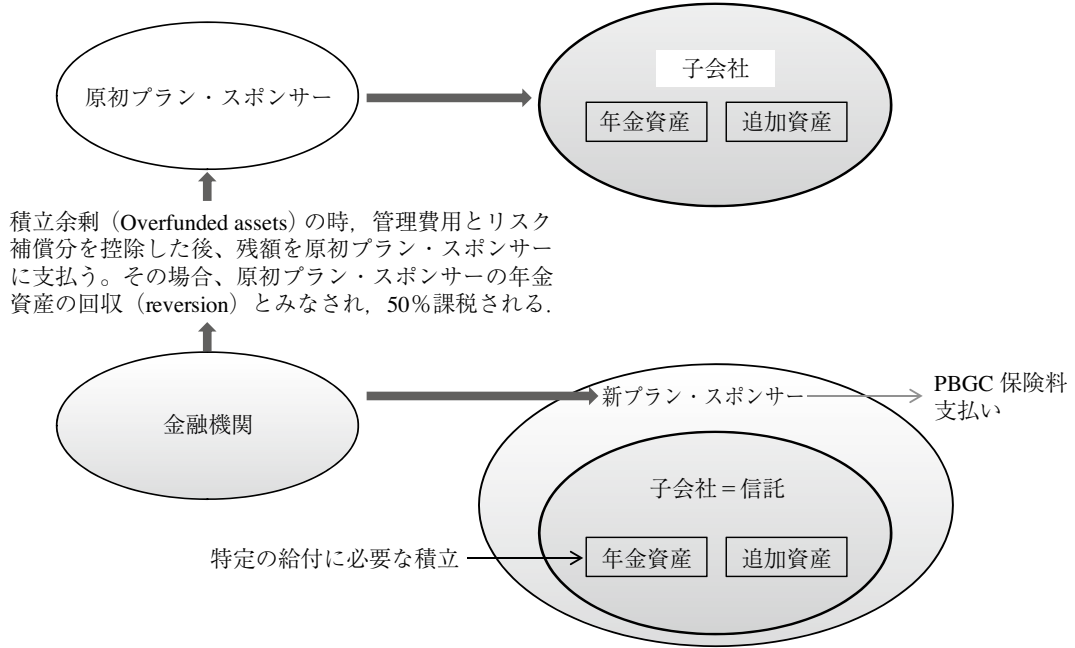 原初プラン・スポンサー
子会社
年金資産
追加資産
積立余剰（Overfunded assets）の時，管理費用とリスク
補償分を控除した後、残額を原初プラン・スポンサー
に支払う。その場合、原初プラン・スポンサーの年金
資産の回収（reversion）とみなされ，50％課税される.
金融機関
新プラン・スポンサー
PBGC 保険料
支払い
子会社＝信託
特定の給付に必要な積立
年金資産
追加資産